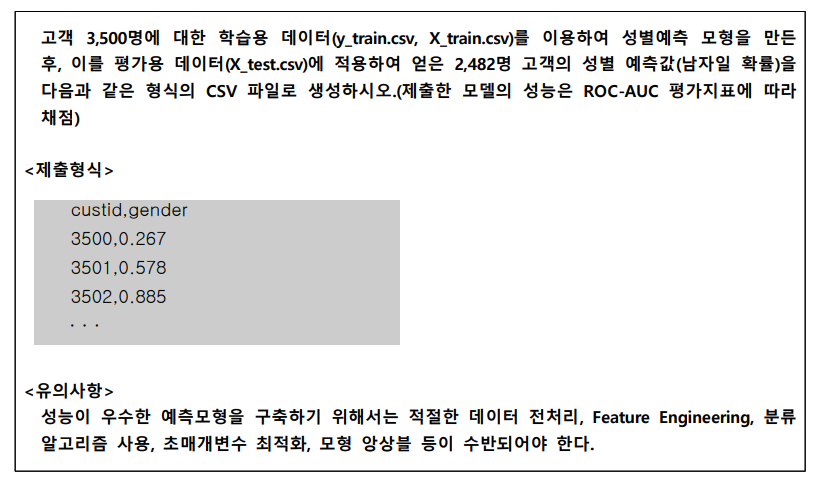 고객 3,500명에 대한 학습용 데이터(y_train.csv, X_train.csv)를 이용하여 성별예측 모형을 만든
후, 이를 평가용 데이터(X_test.csv)에 적용하여 얻은 2,482명 고객의 성별 예측값(남자일 확률)을
다음과 같은 형식의 CSV 파일로 생성하시오.(제출한 모델의 성능은 ROC-AUC 평가지표에 따라
채점)
<제출형식>
custid,gender
3500,0.267
3501,0.578
3502,0.885
. . .
<유의사항>
성능이 우수한 예측모형을 구축하기 위해서는 적절한 데이터 전처리, Feature Engineering, 분류
알고리즘 사용, 초매개변수 최적화, 모형 앙상블 등이 수반되어야 한다.